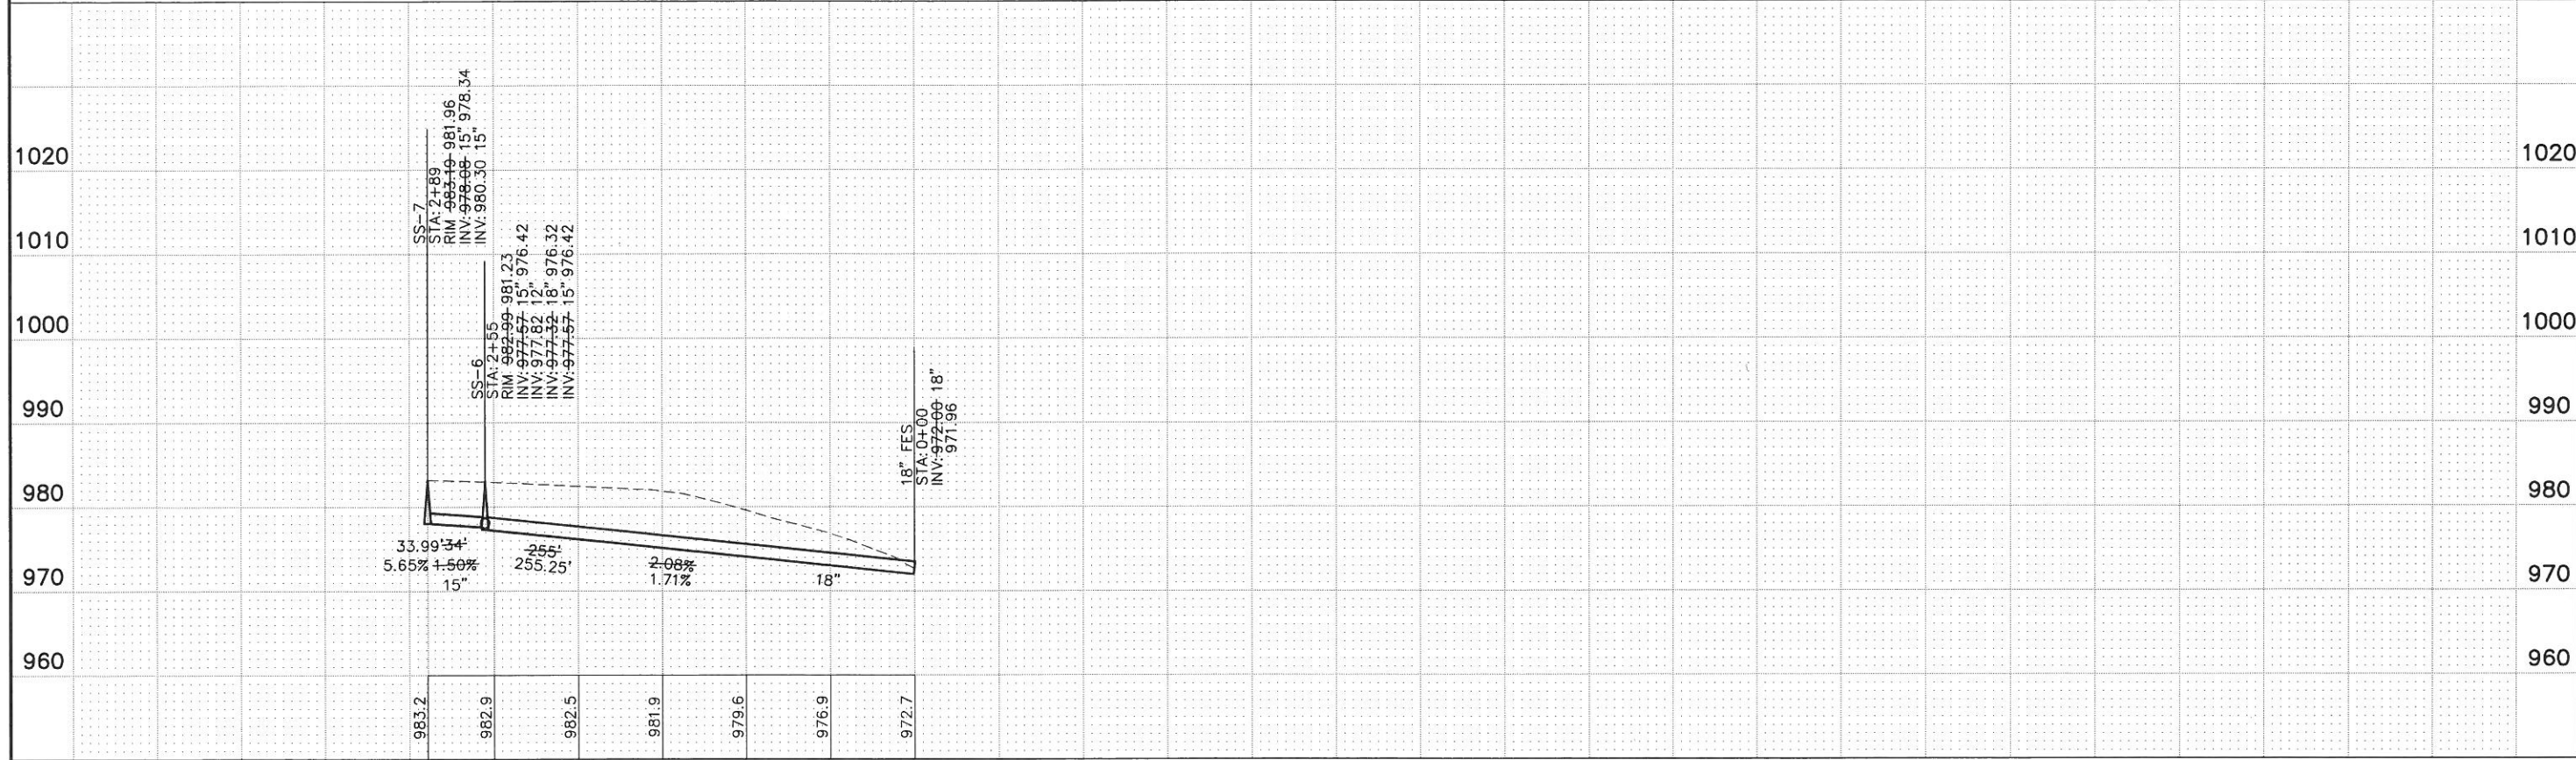 SS-7
STA: 2+89
RIM 983.19 981.96
INV: 978.08 15" 978.34
INV: 980.30 15"
SS-6
STA: 2+55
RIM 982.99 981.23
INV: 977.57 15" 976.42
INV: 977.82 12"
INV: 977.32 18" 976.32
INV: 977.57 15" 976.42
18" FES
STA: 0+00
INV: 972.00 18"
971.96
1020
1020
1010
1010
1000
1000
990
990
980
980
970
970
960
960
33.99' 34'
5.65% 1.50%
15"
255'
255.25'
2.08%
1.71%
18"
983.2
982.9
982.5
981.9
979.6
976.9
972.7